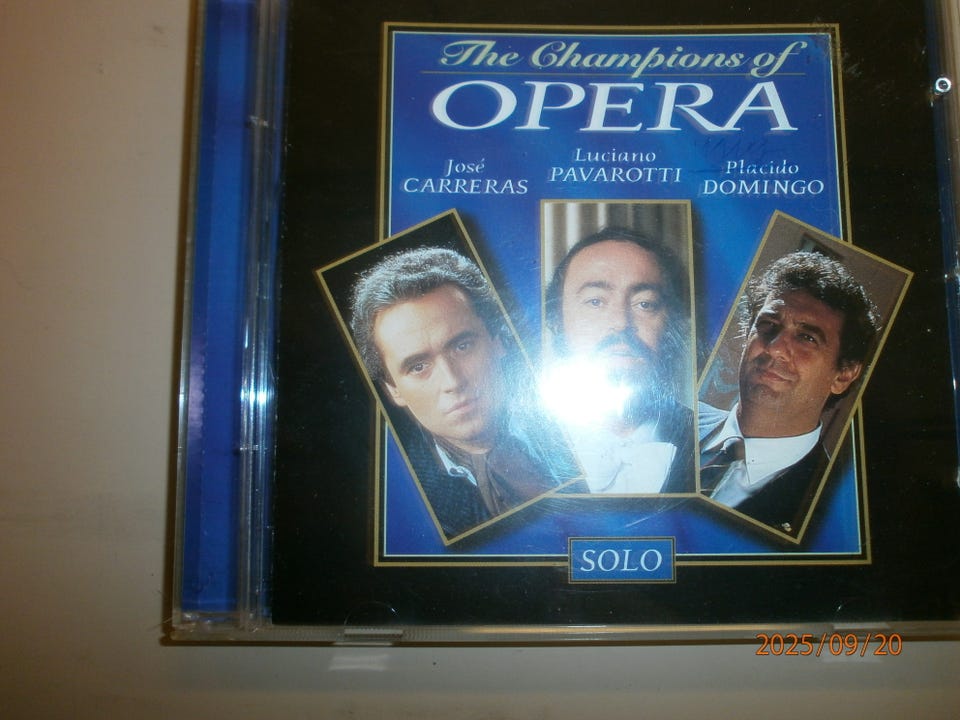 The Champions of
OPERA
José
CARRERAS
Luciano
PAVAROTTI
Placido
DOMINGO
SOLO
2025/09/20